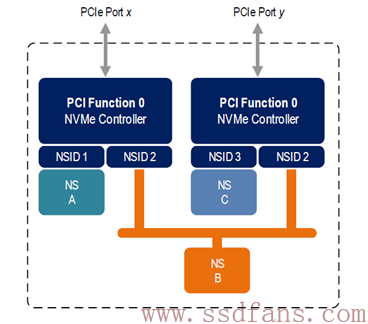 PCIe Port x
PCIe Port y
PCI Function 0
NVMe Controller
PCI Function 0
NVMe Controller
NSID 1
NSID 2
NSID 3
NSID 2
NS
A
NS
C
NS
B
www.ssdfans.com